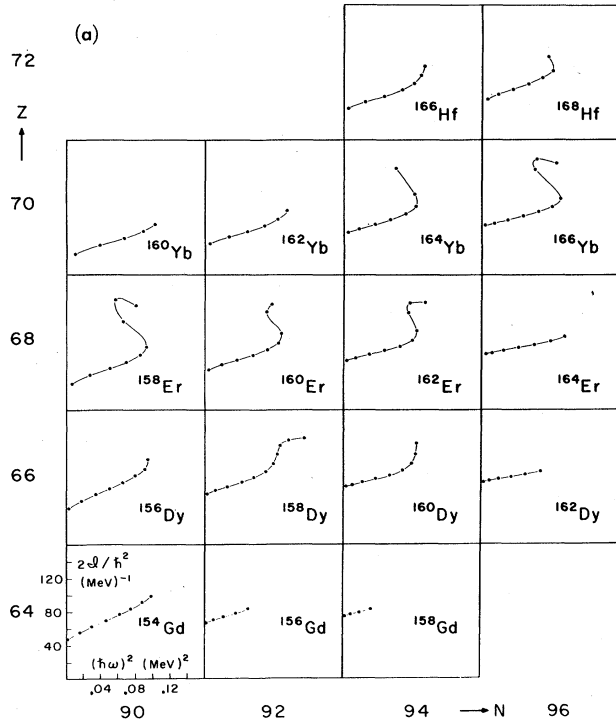 (a)
72
Z
166Hf
168Hf
70
160Yb
162Yb
164Yb
166Yb
68
158Er
160Er
162Er
164Er
66
156Dy
158Dy
160Dy
162Dy
64
2𝓘/ħ²
(MeV)⁻¹
120
80
40
154Gd
156Gd
158Gd
(ħω)² (MeV)²
.04 .08 .12
90 92 94 → N 96